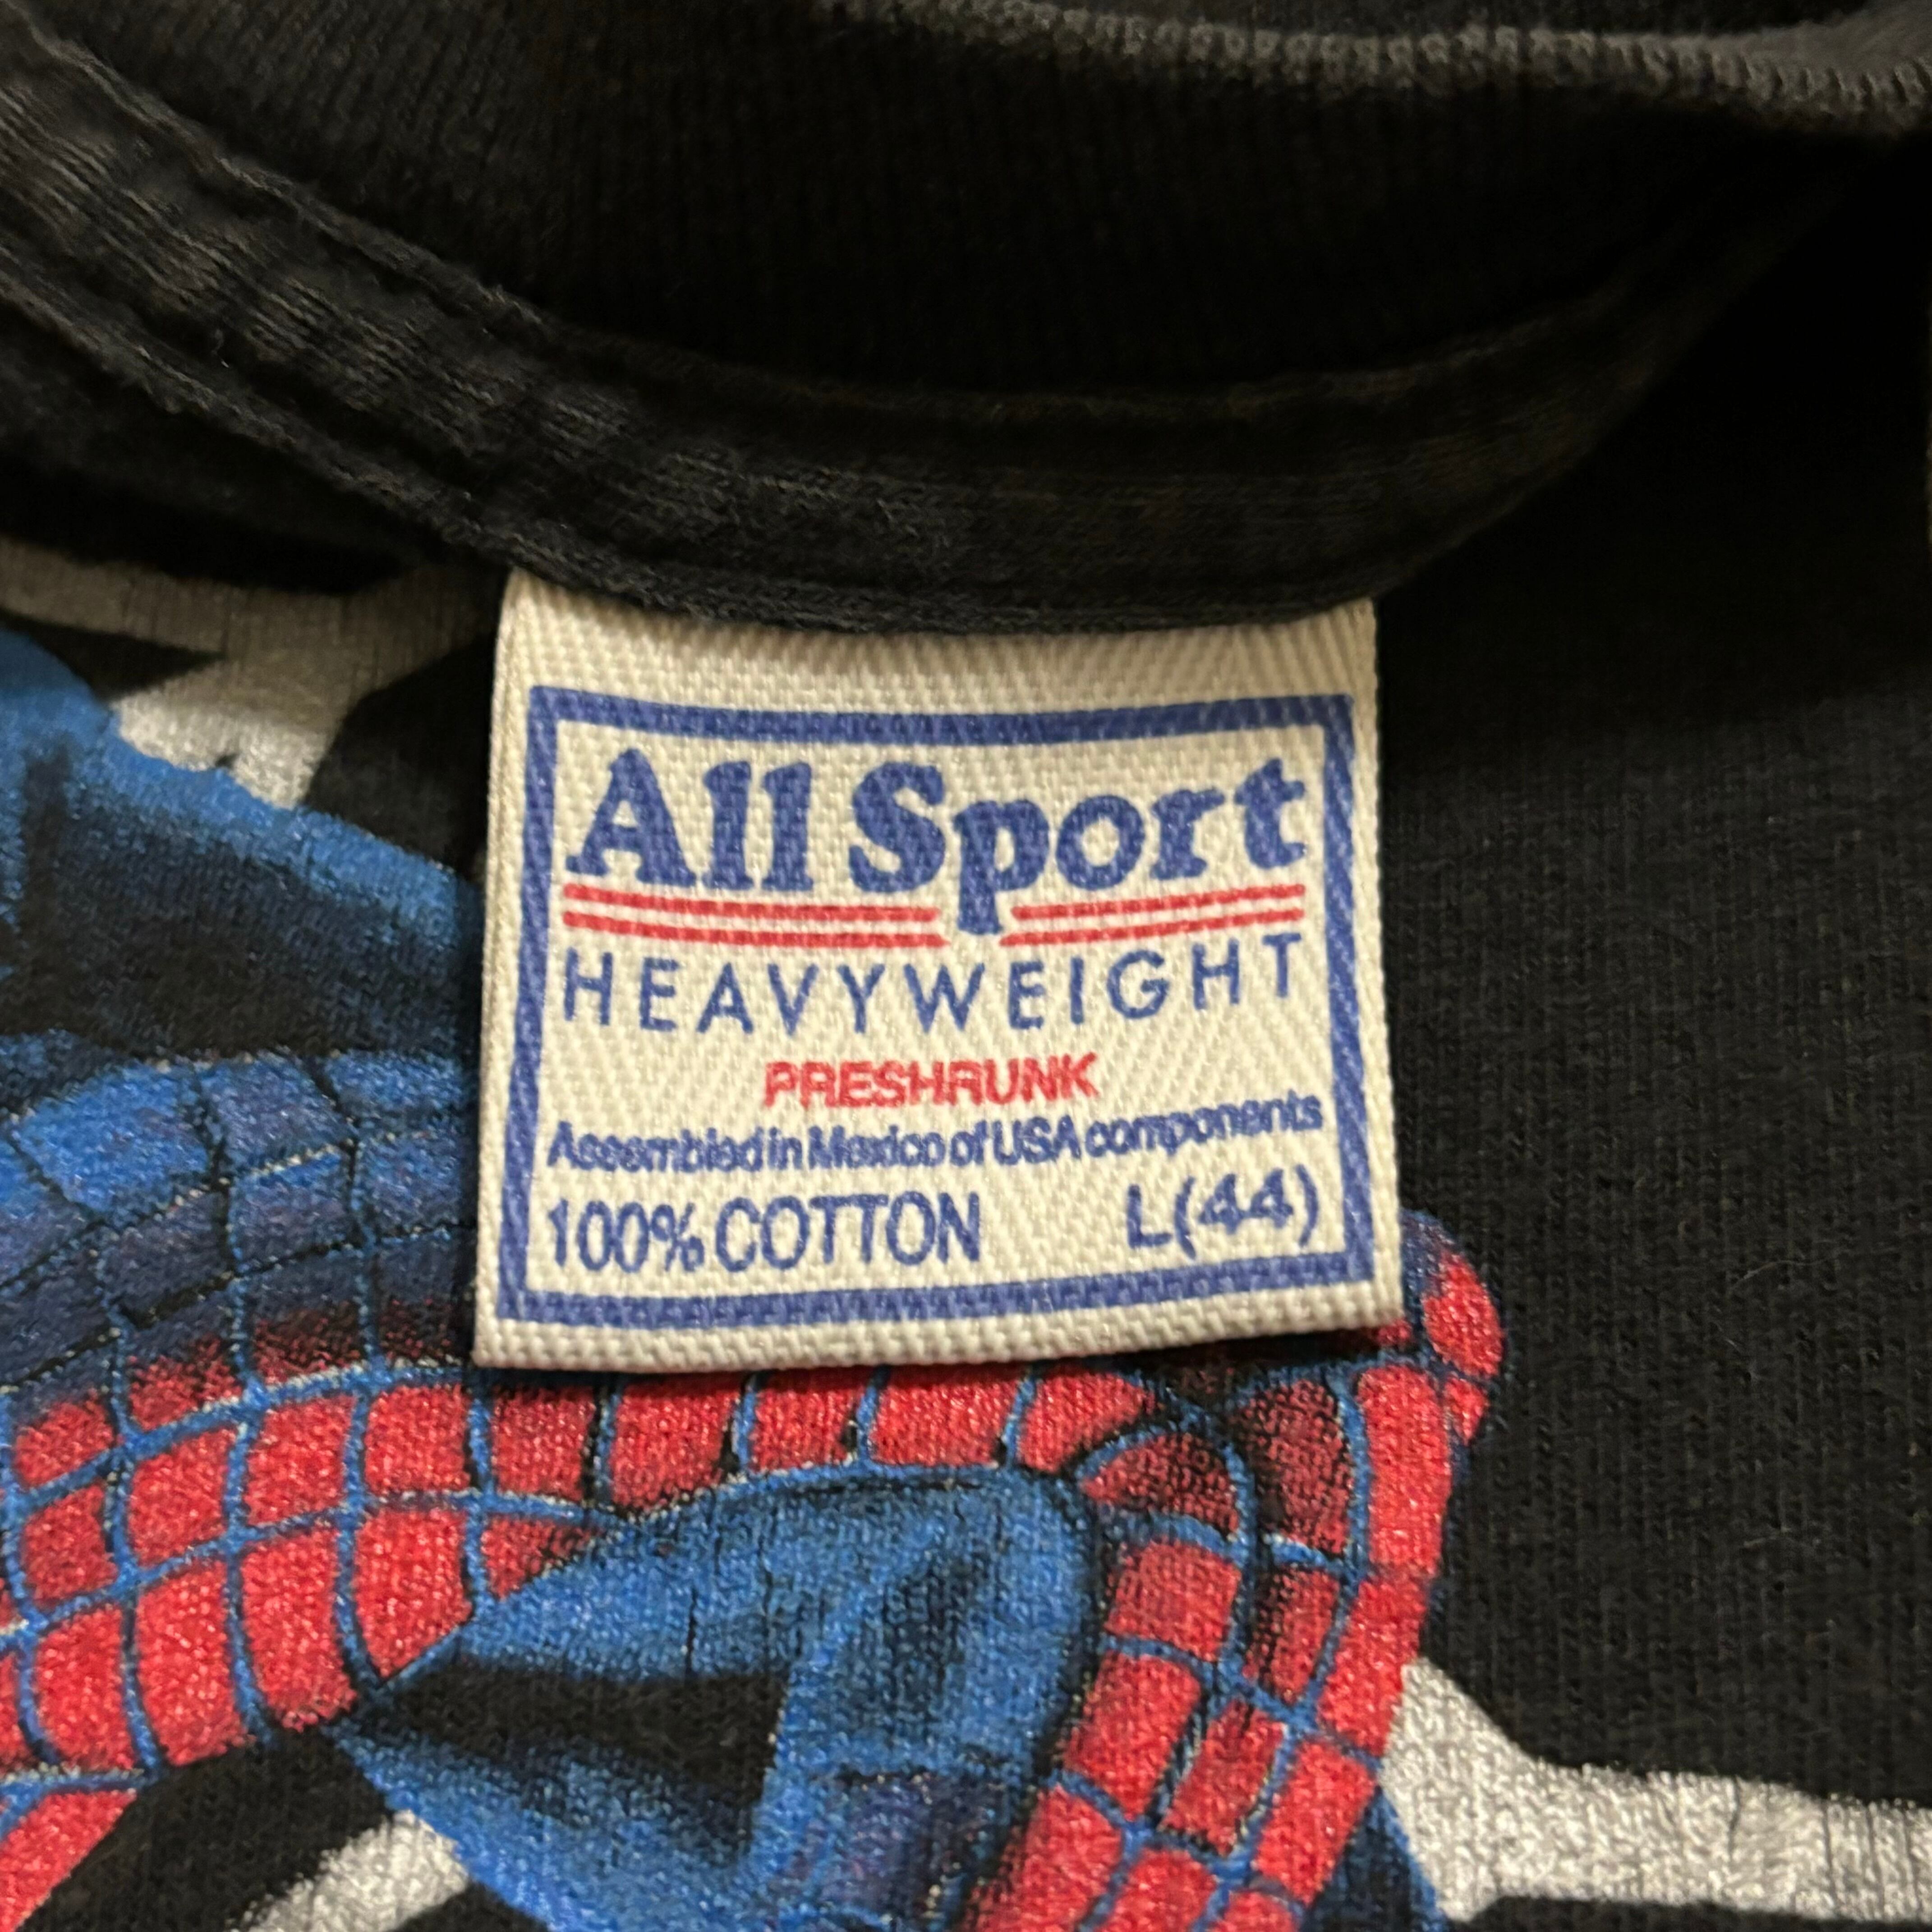 All Sport
HEAVYWEIGHT
PRESHRUNK
Assembled in Mexico of USA components
100% COTTON L(44)